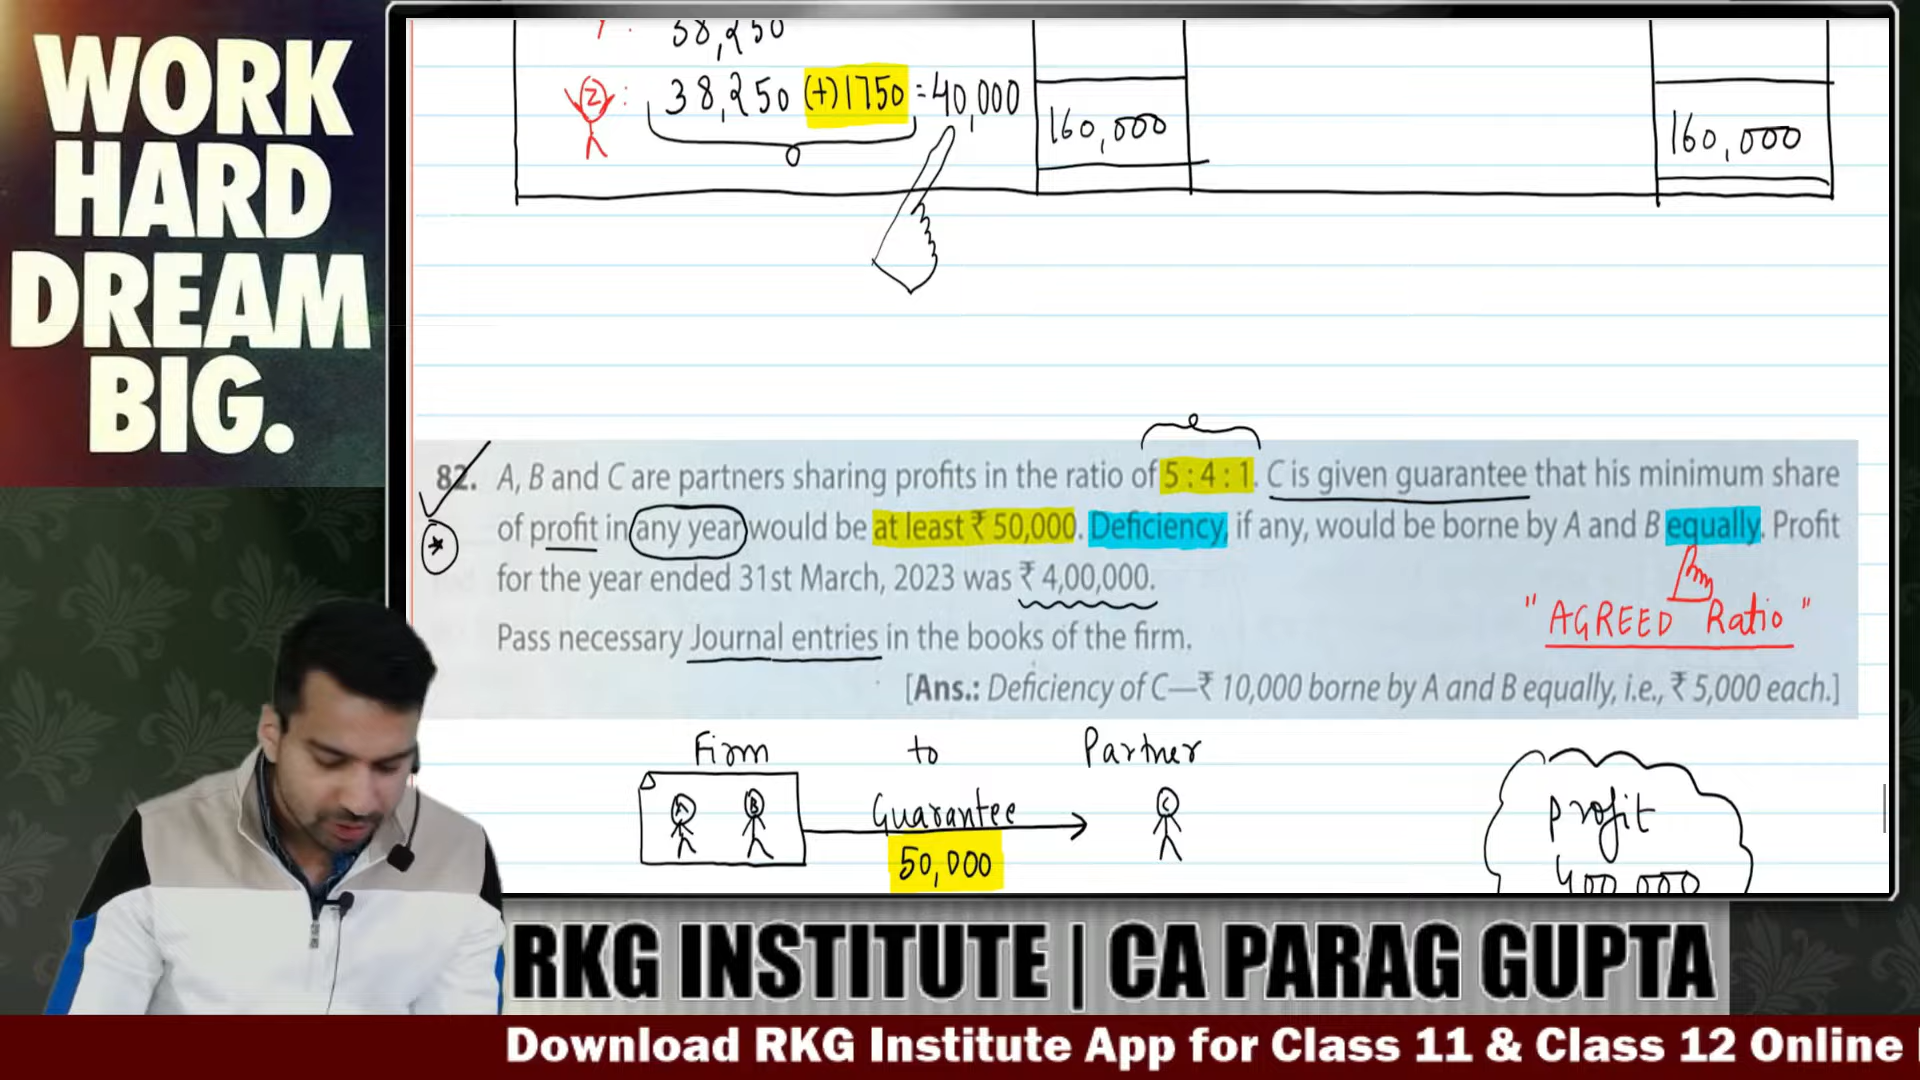 WORK
HARD
DREAM
BIG.
38,250
2 : 38,250 (+) 1750 = 40,000
160,000
160,000
82. A, B and C are partners sharing profits in the ratio of 5 : 4 : 1. C is given guarantee that his minimum share
of profit in any year would be at least ₹ 50,000. Deficiency, if any, would be borne by A and B equally. Profit
for the year ended 31st March, 2023 was ₹ 4,00,000.
"AGREED Ratio"
Pass necessary Journal entries in the books of the firm.
[Ans.: Deficiency of C—₹ 10,000 borne by A and B equally, i.e., ₹ 5,000 each.]
Firm to Partner
A B Guarantee C
50,000
Profit
400,000
RKG INSTITUTE | CA PARAG GUPTA
Download RKG Institute App for Class 11 & Class 12 Online